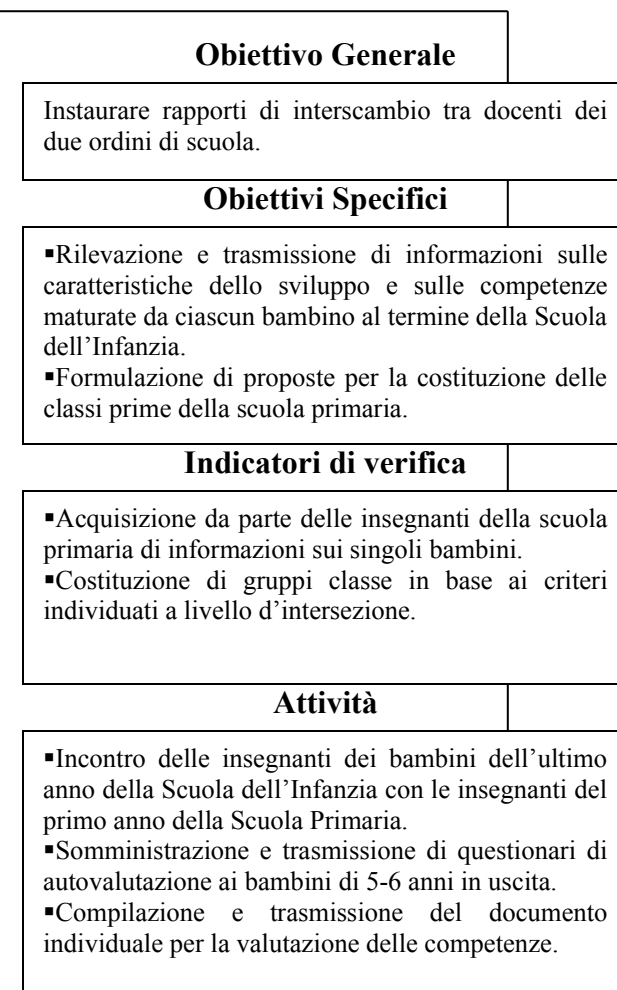 Obiettivo Generale
Instaurare rapporti di interscambio tra docenti dei
due ordini di scuola.
Obiettivi Specifici
▪Rilevazione e trasmissione di informazioni sulle
caratteristiche dello sviluppo e sulle competenze
maturate da ciascun bambino al termine della Scuola
dell’Infanzia.
▪Formulazione di proposte per la costituzione delle
classi prime della scuola primaria.
Indicatori di verifica
▪Acquisizione da parte delle insegnanti della scuola
primaria di informazioni sui singoli bambini.
▪Costituzione di gruppi classe in base ai criteri
individuati a livello d’intersezione.
Attività
▪Incontro delle insegnanti dei bambini dell’ultimo
anno della Scuola dell’Infanzia con le insegnanti del
primo anno della Scuola Primaria.
▪Somministrazione e trasmissione di questionari di
autovalutazione ai bambini di 5-6 anni in uscita.
▪Compilazione e trasmissione del documento
individuale per la valutazione delle competenze.